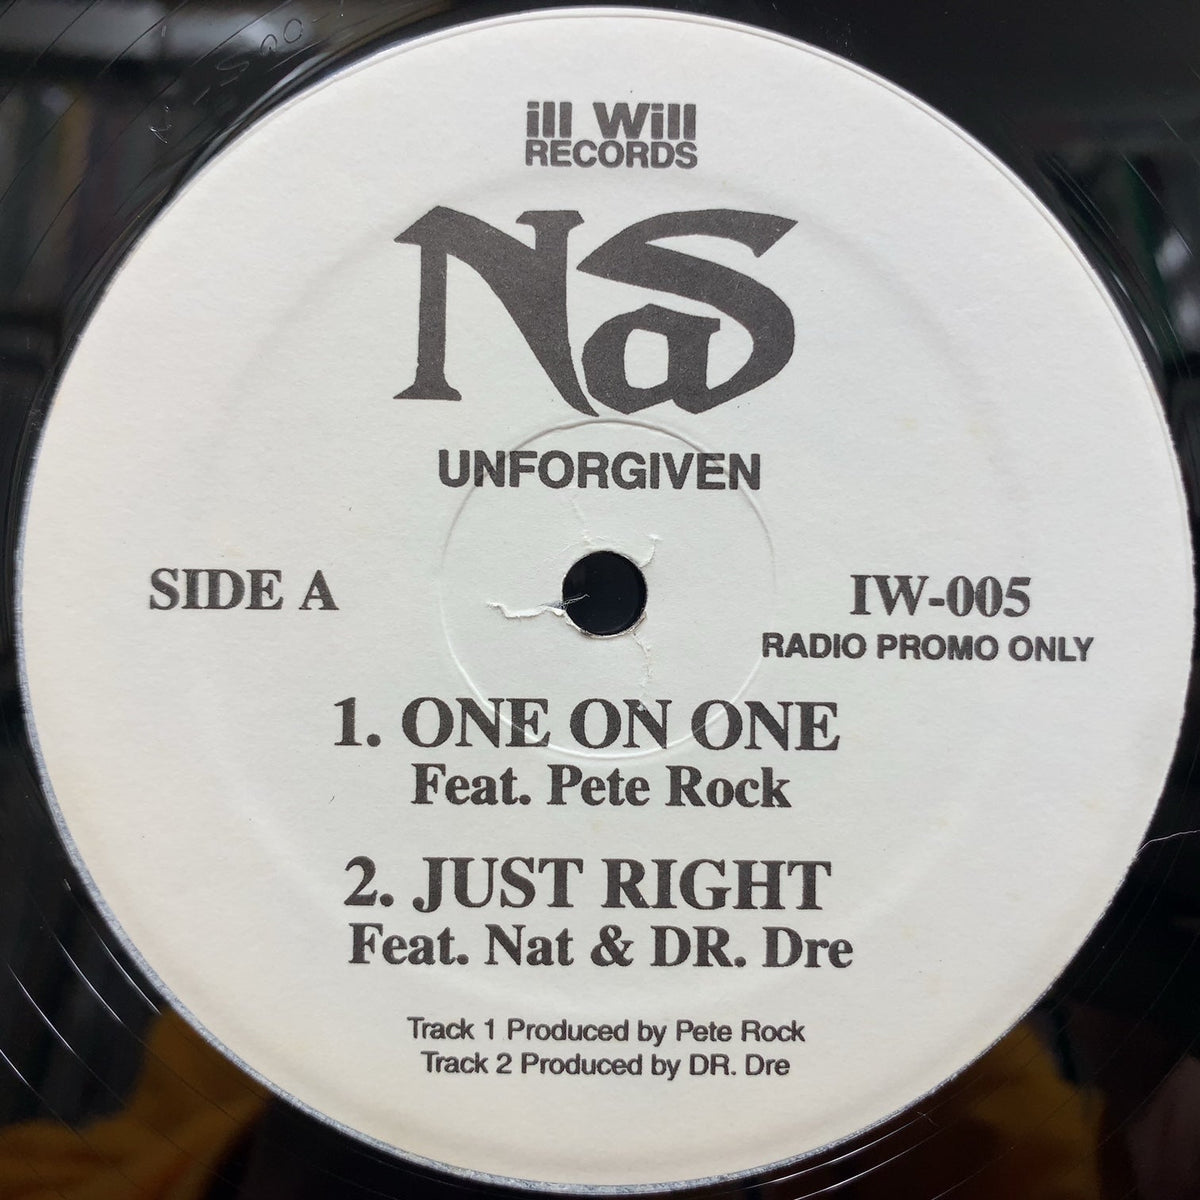 ill Will
RECORDS
NaS
UNFORGIVEN
SIDE A
IW-005
RADIO PROMO ONLY
1. ONE ON ONE
Feat. Pete Rock
2. JUST RIGHT
Feat. Nat & DR. Dre
Track 1 Produced by Pete Rock
Track 2 Produced by DR. Dre